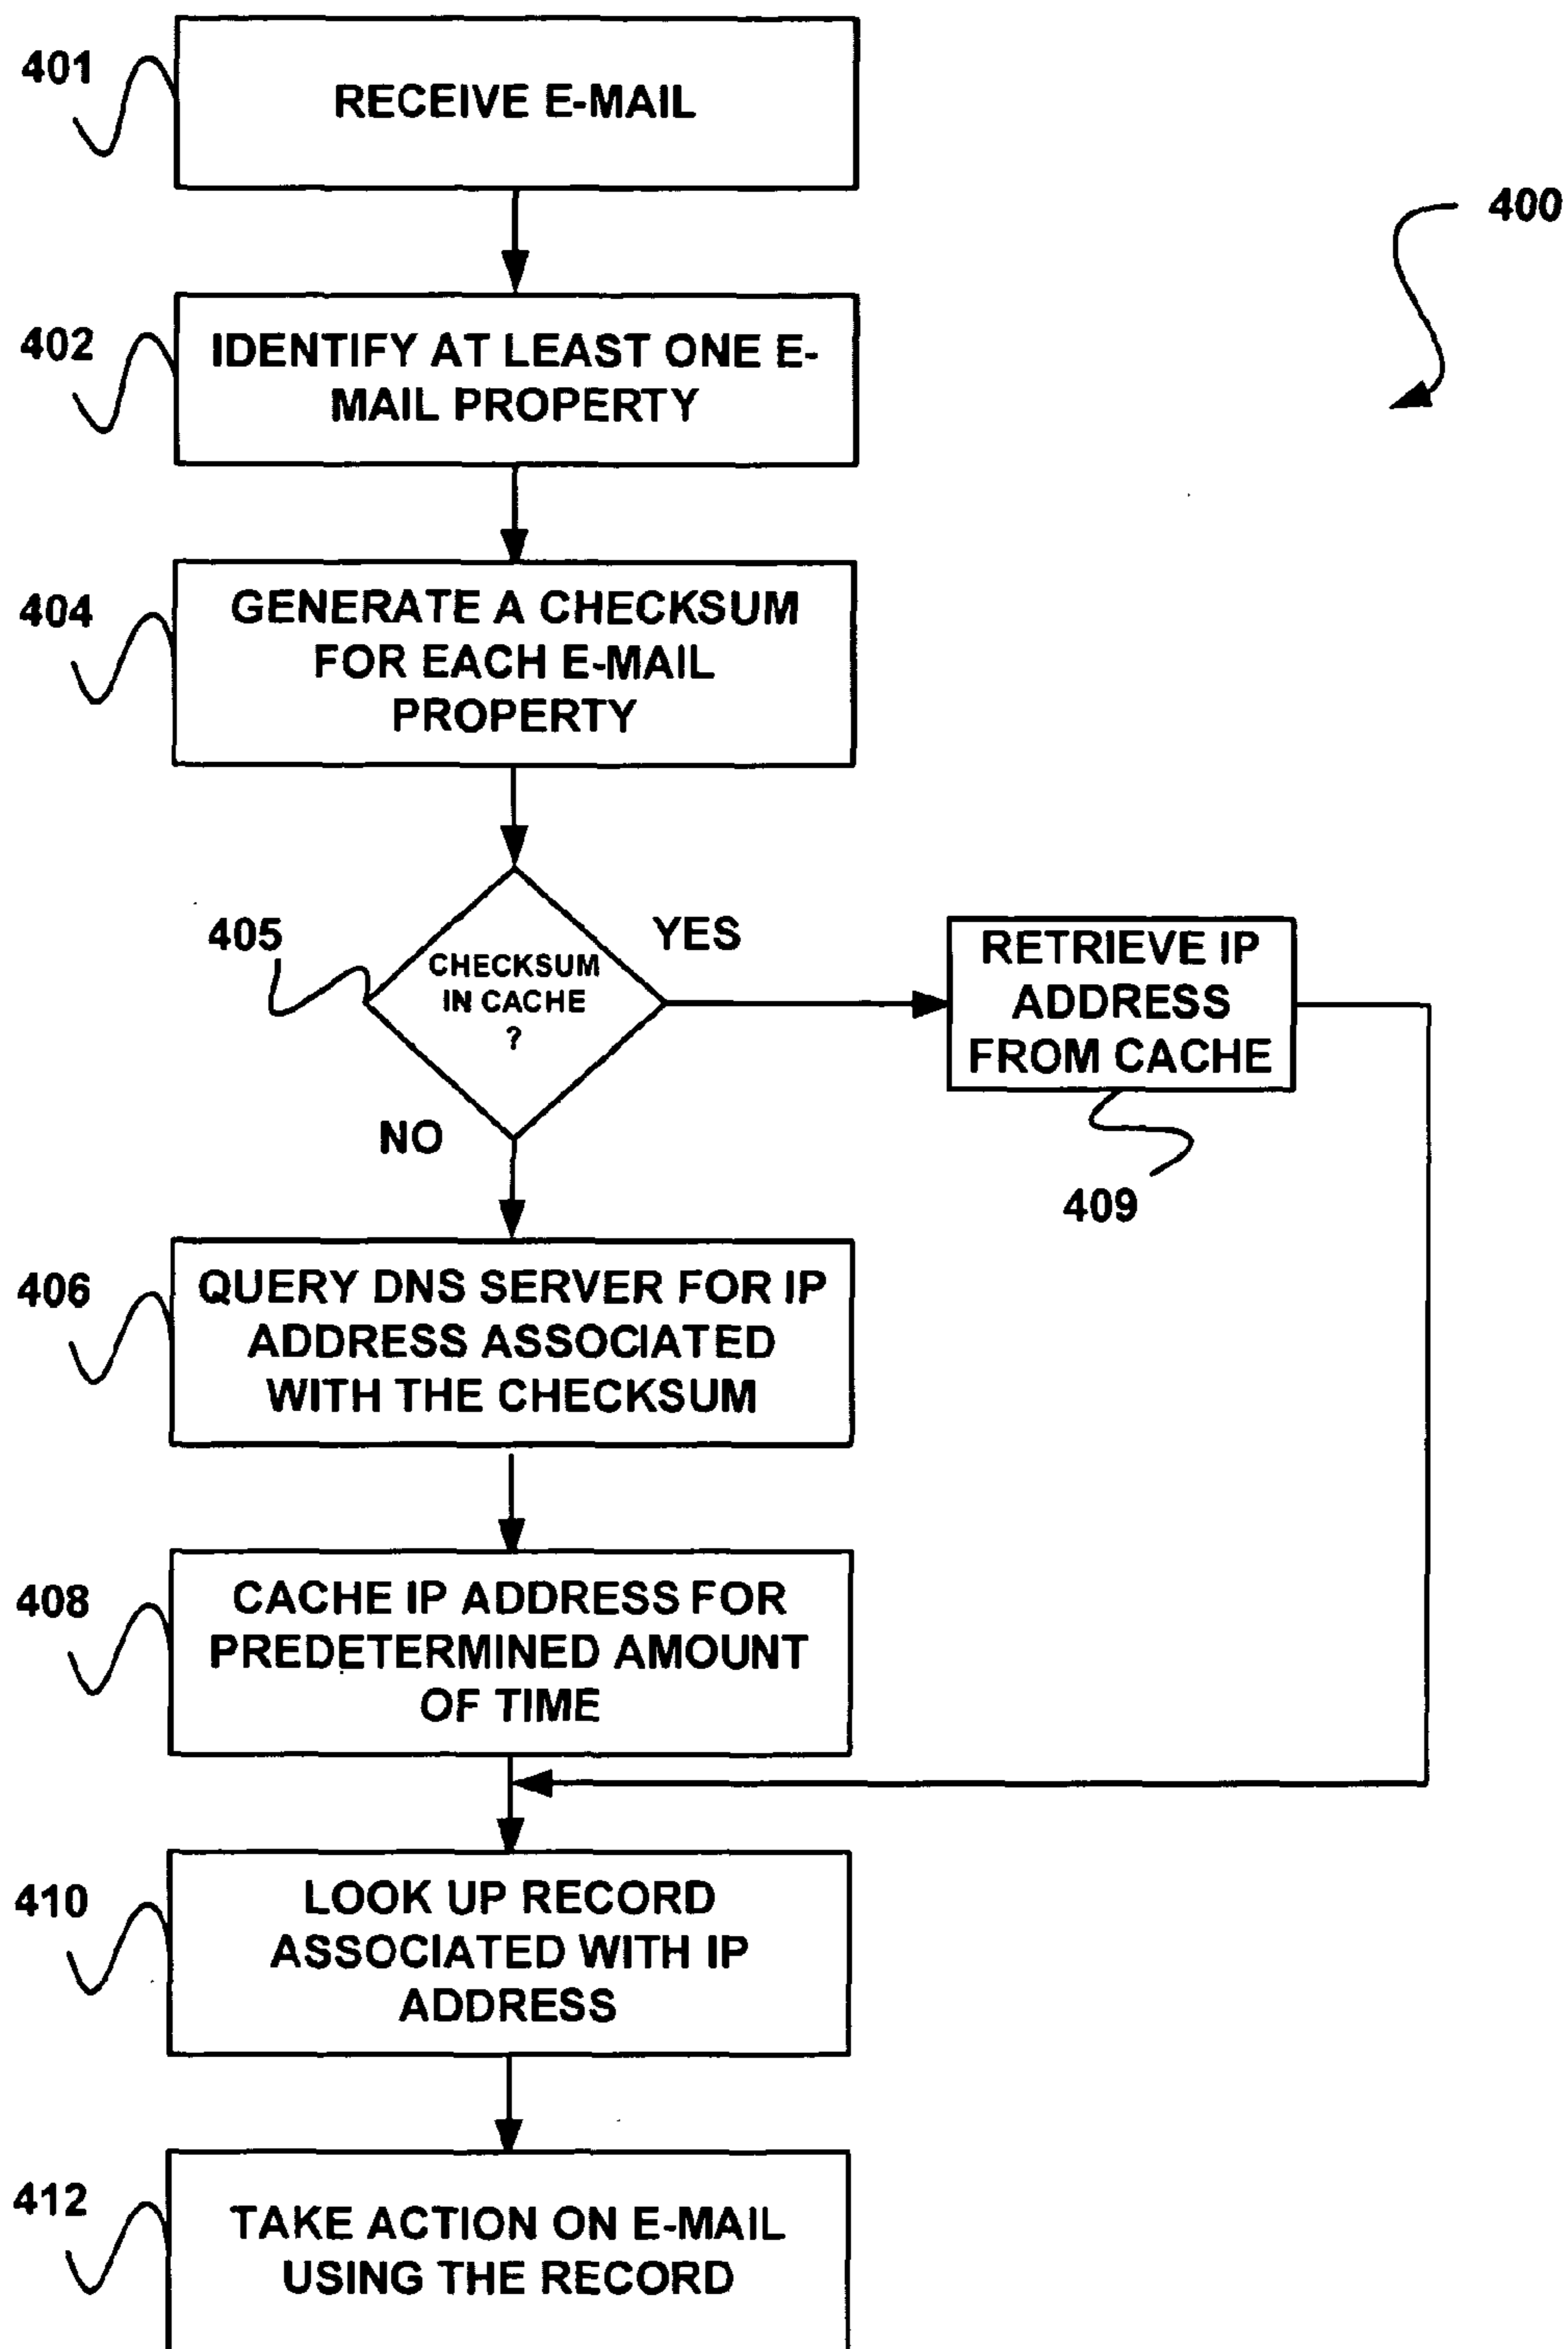 401
RECEIVE E-MAIL
400
402
IDENTIFY AT LEAST ONE E-
MAIL PROPERTY
404
GENERATE A CHECKSUM
FOR EACH E-MAIL
PROPERTY
405
CHECKSUM
IN CACHE
?
YES
NO
RETRIEVE IP
ADDRESS
FROM CACHE
409
406
QUERY DNS SERVER FOR IP
ADDRESS ASSOCIATED
WITH THE CHECKSUM
408
CACHE IP ADDRESS FOR
PREDETERMINED AMOUNT
OF TIME
410
LOOK UP RECORD
ASSOCIATED WITH IP
ADDRESS
412
TAKE ACTION ON E-MAIL
USING THE RECORD